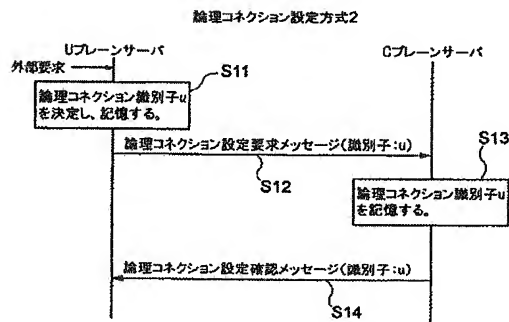 論理コネクション設定方式2
Uプレーンサーバ
Cプレーンサーバ
外部要求
S11
論理コネクション識別子u
を決定し、記憶する。
論理コネクション設定要求メッセージ(識別子:u)
S12
S13
論理コネクション識別子u
を記憶する。
論理コネクション設定確認メッセージ(識別子:u)
S14